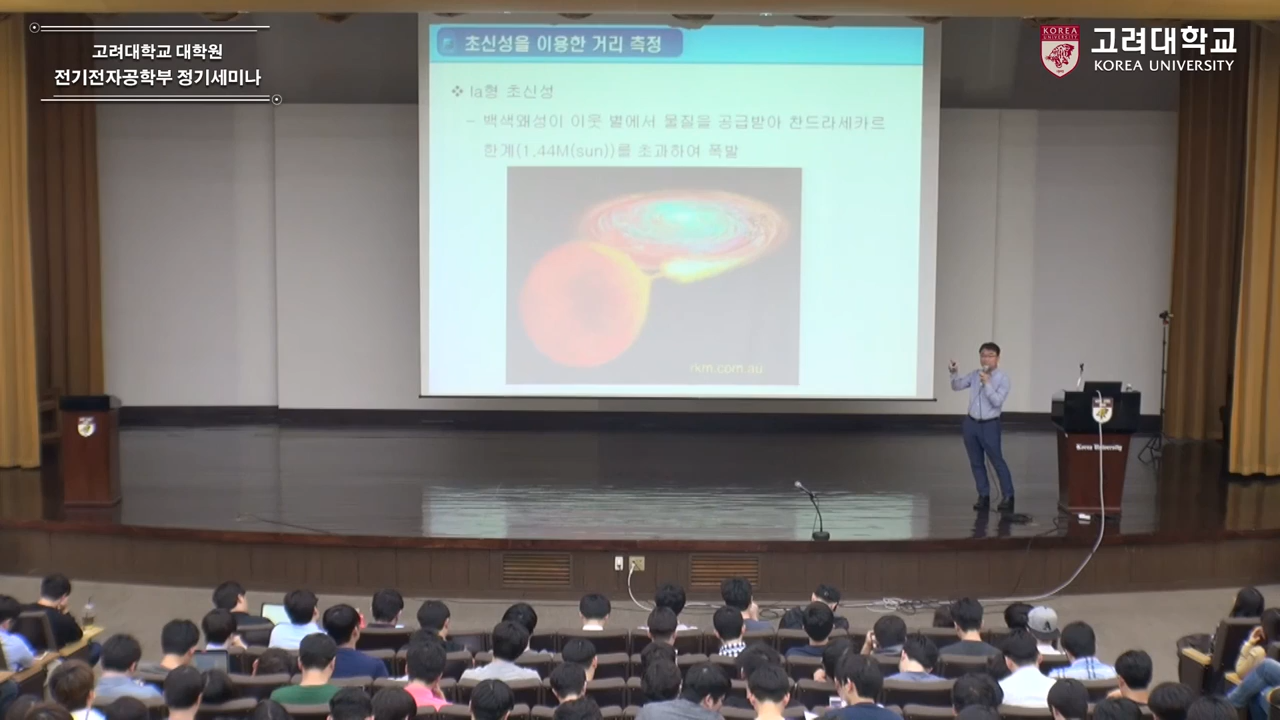 고려대학교 대학원
전기전자공학부 정기세미나
KOREA
UNIVERSITY
고려대학교
KOREA UNIVERSITY
초신성을 이용한 거리 측정
❖ Ia형 초신성
– 백색왜성이 이웃 별에서 물질을 공급받아 찬드라세카르
한계(1.44M(sun))를 초과하여 폭발
rkm.com.au
Korea University